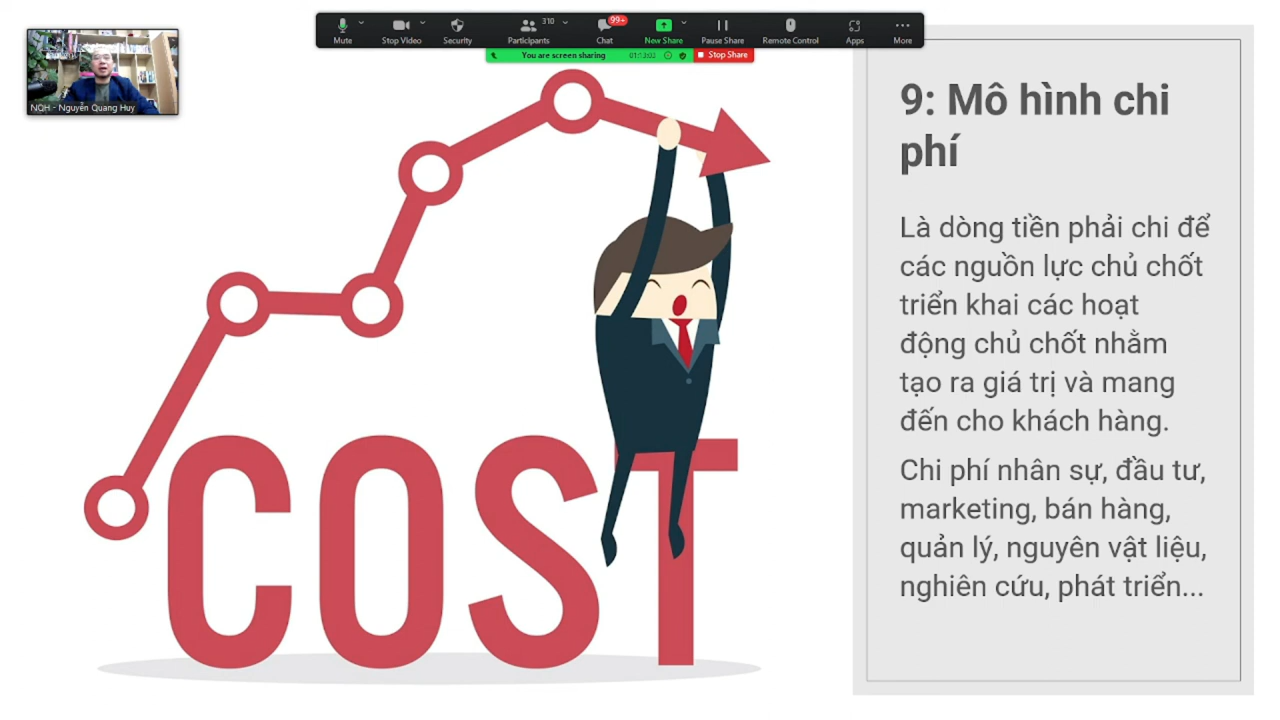 Mute
Stop Video
Security
Participants
310
Chat
99+
New Share
Pause Share
Remote Control
Apps
More
You are screen sharing
Stop Share
NQH - Nguyễn Quang Huy
COST
9: Mô hình chi
phí
Là dòng tiền phải chi để
các nguồn lực chủ chốt
triển khai các hoạt
động chủ chốt nhằm
tạo ra giá trị và mang
đến cho khách hàng.
Chi phí nhân sự, đầu tư,
marketing, bán hàng,
quản lý, nguyên vật liệu,
nghiên cứu, phát triển...